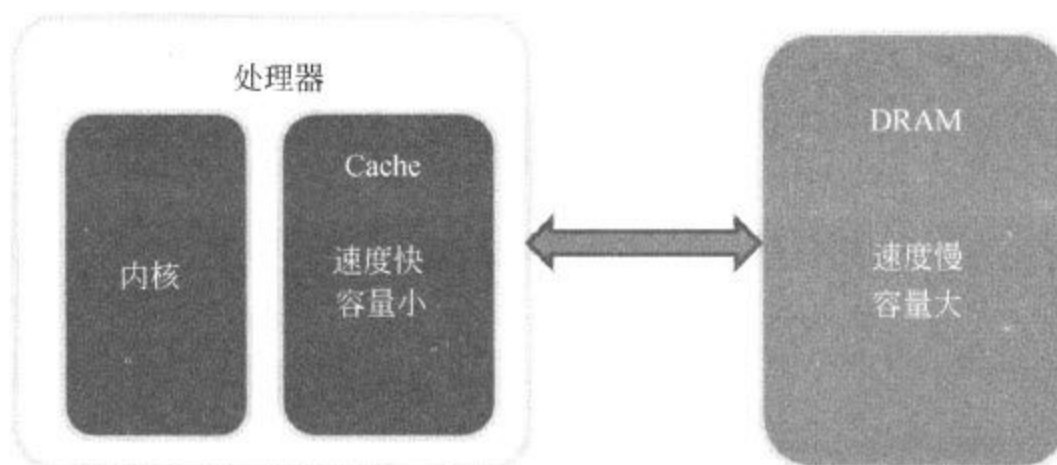 处理器
内核
Cache
速度快
容量小
DRAM
速度慢
容量大